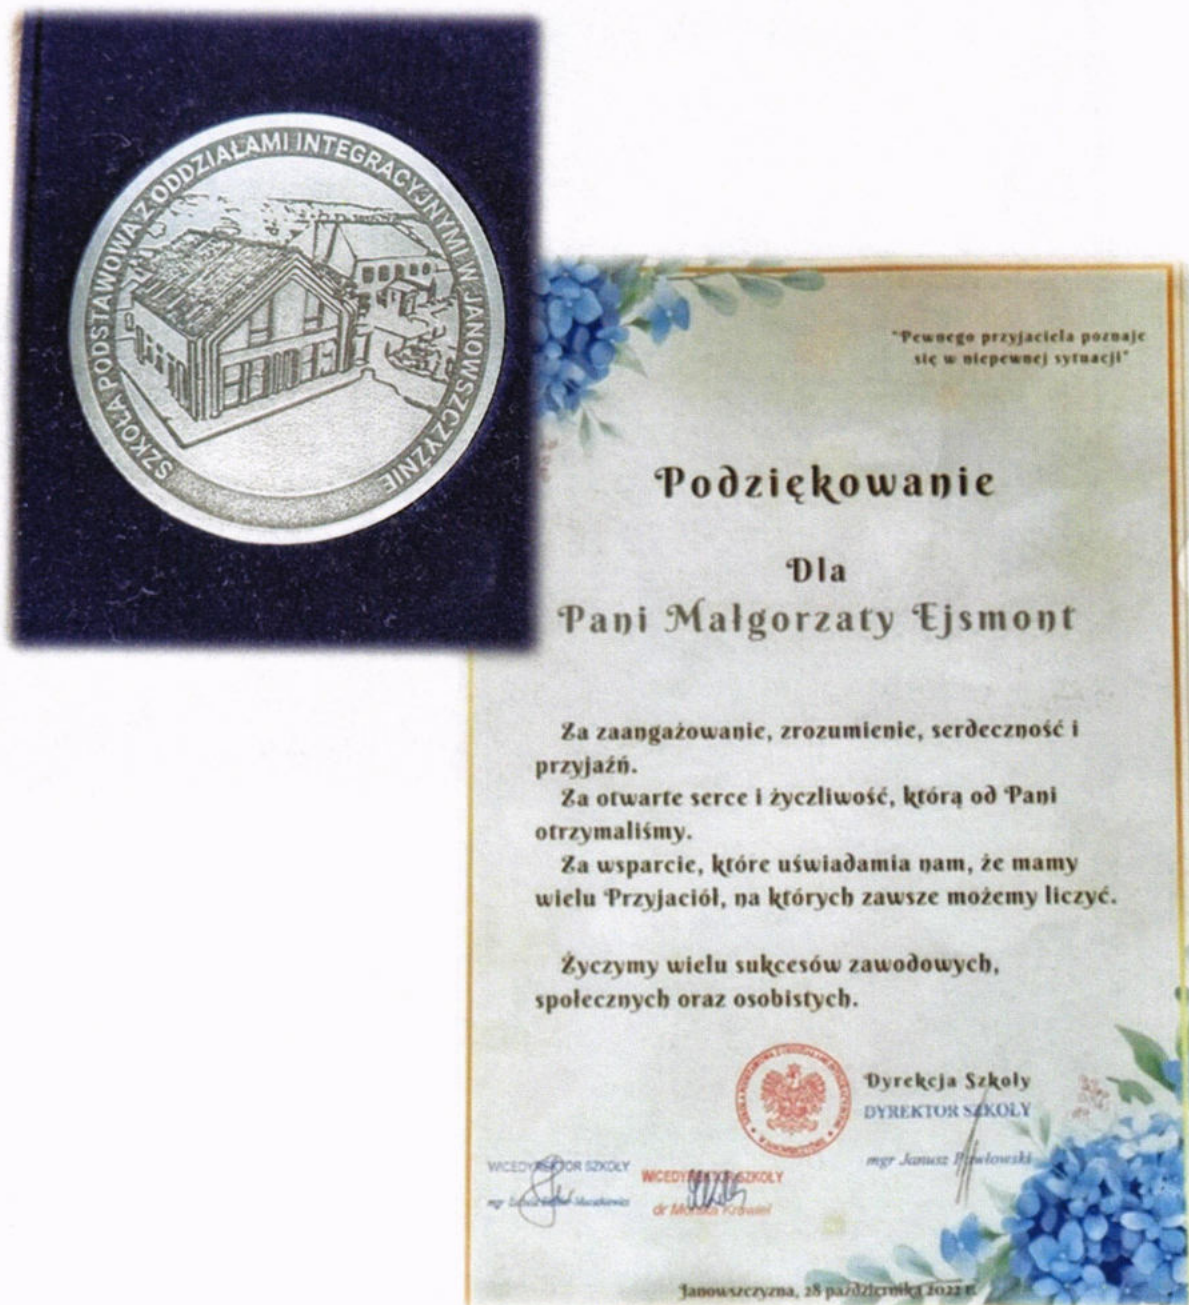 SZKOŁA PODSTAWOWA Z ODDZIAŁAMI INTEGRACYJNYMI W JANOWSZCZYŹNIE
"Pewnego przyjaciela poznaje
się w niepewnej sytuacji"
Podziękowanie
Dla
Pani Małgorzaty Ejsmont
Za zaangażowanie, zrozumienie, serdeczność i
przyjaźń.
Za otwarte serce i życzliwość, którą od Pani
otrzymaliśmy.
Za wsparcie, które uświadamia nam, że mamy
wielu Przyjaciół, na których zawsze możemy liczyć.
Życzymy wielu sukcesów zawodowych,
społecznych oraz osobistych.
Dyrekcja Szkoły
DYREKTOR SZKOŁY
mgr Janusz Pawłowski
WICEDYREKTOR SZKOŁY
mgr
WICEDYREKTOR SZKOŁY
dr Monika
Janowszczyzna, 28 października 2022 r.